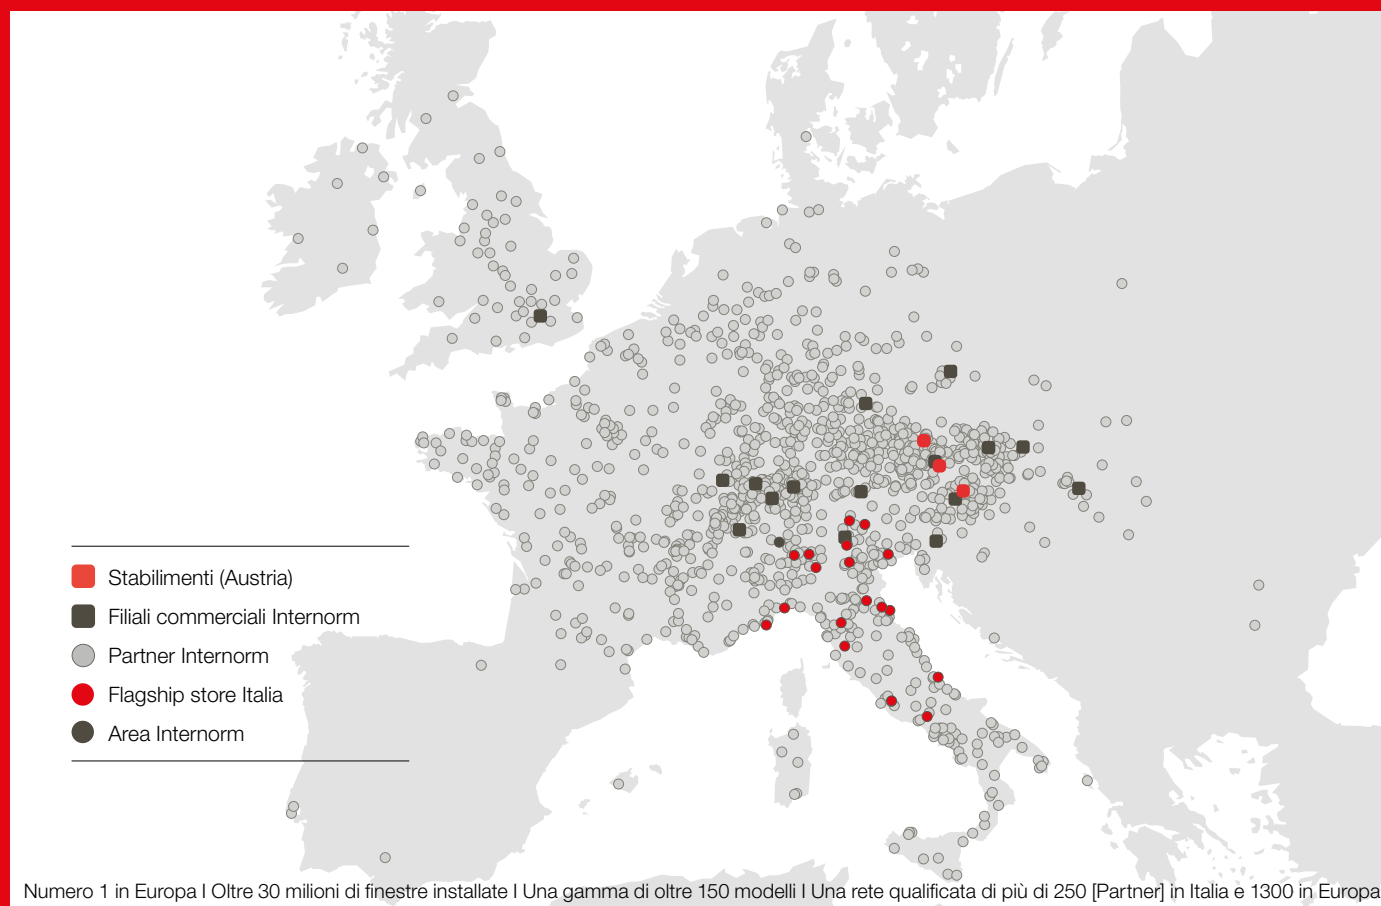 Stabilimenti (Austria)
Filiali commerciali Internorm
Partner Internorm
Flagship store Italia
Area Internorm
Numero 1 in Europa I Oltre 30 milioni di finestre installate I Una gamma di oltre 150 modelli I Una rete qualificata di più di 250 [Partner] in Italia e 1300 in Europa